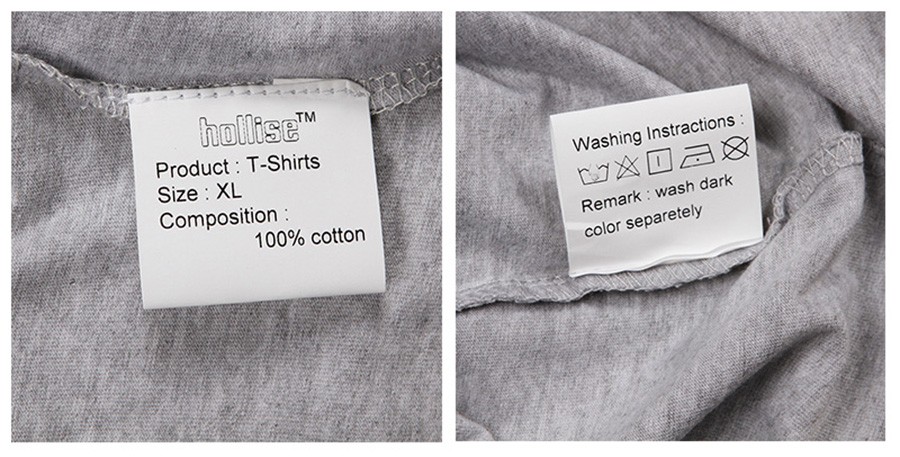 hollise™
Product : T-Shirts
Size : XL
Composition :
100% cotton
Washing Instractions :
Remark : wash dark
color separetely